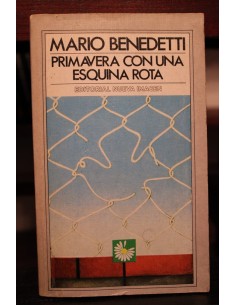 MARIO BENEDETTI
PRIMAVERA CON UNA
ESQUINA ROTA
EDITORIAL NUEVA IMAGEN